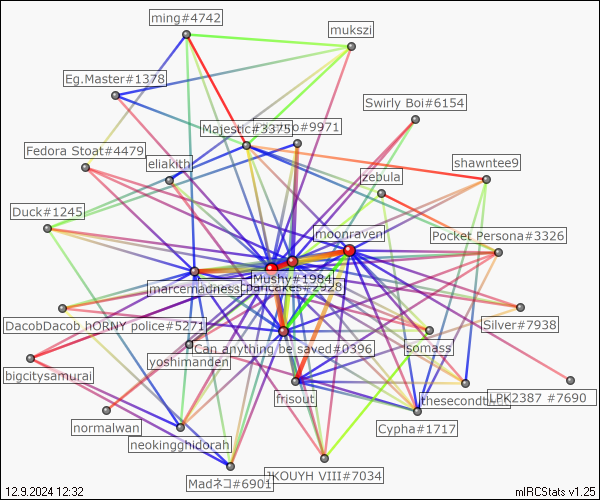 ming#4742
mukszi
Eg.Master#1378
Swirly Boi#6154
Majestic#3375
o#9971
Fedora Stoat#4479
eliakith
shawntee9
zebula
Duck#1245
moonraven
Pocket Persona#3326
marcemadness
Mushy#1984
pancakes#2928
DacobDacob hORNY police#5271
Silver#7938
Can anything be saved#0396
somass
yoshimanden
bigcitysamurai
frisout
LPK2387 #7690
normalwan
Cypha#1717
neokingghidorah
Madネコ#6901
JKOUYH VIII#7034
12.9.2024 12:32
mIRCStats v1.25